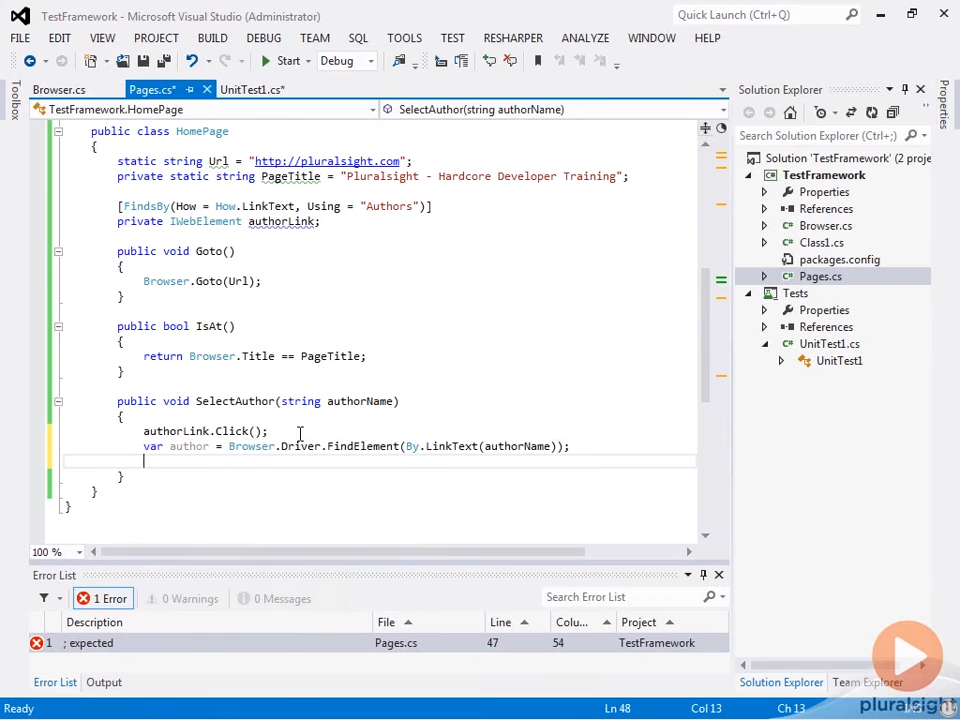 TestFramework - Microsoft Visual Studio (Administrator)
Quick Launch (Ctrl+Q)
FILE EDIT VIEW PROJECT BUILD DEBUG TEAM SQL TOOLS TEST RESHARPER ANALYZE WINDOW HELP
Start Debug
Toolbox
Browser.cs Pages.cs* UnitTest1.cs*
TestFramework.HomePage SelectAuthor(string authorName)
public class HomePage
{
static string Url = "http://pluralsight.com";
private static string PageTitle = "Pluralsight - Hardcore Developer Training";
[FindsBy(How = How.LinkText, Using = "Authors")]
private IWebElement authorLink;
public void Goto()
{
Browser.Goto(Url);
}
public bool IsAt()
{
return Browser.Title == PageTitle;
}
public void SelectAuthor(string authorName)
{
authorLink.Click();
var author = Browser.Driver.FindElement(By.LinkText(authorName));
}
}
}
100 %
Error List
1 Error 0 Warnings 0 Messages
Search Error List
Description File Line Colu... Project
1 ; expected Pages.cs 47 54 TestFramework
Error List Output
Solution Explorer
Search Solution Explorer (Ctrl+;)
Solution 'TestFramework' (2 proje
TestFramework
Properties
References
Browser.cs
Class1.cs
packages.config
Pages.cs
Tests
Properties
References
UnitTest1.cs
UnitTest1
Solution Explorer Team Explorer
Properties
pluralsight
Ready Ln 48 Col 13 Ch 13